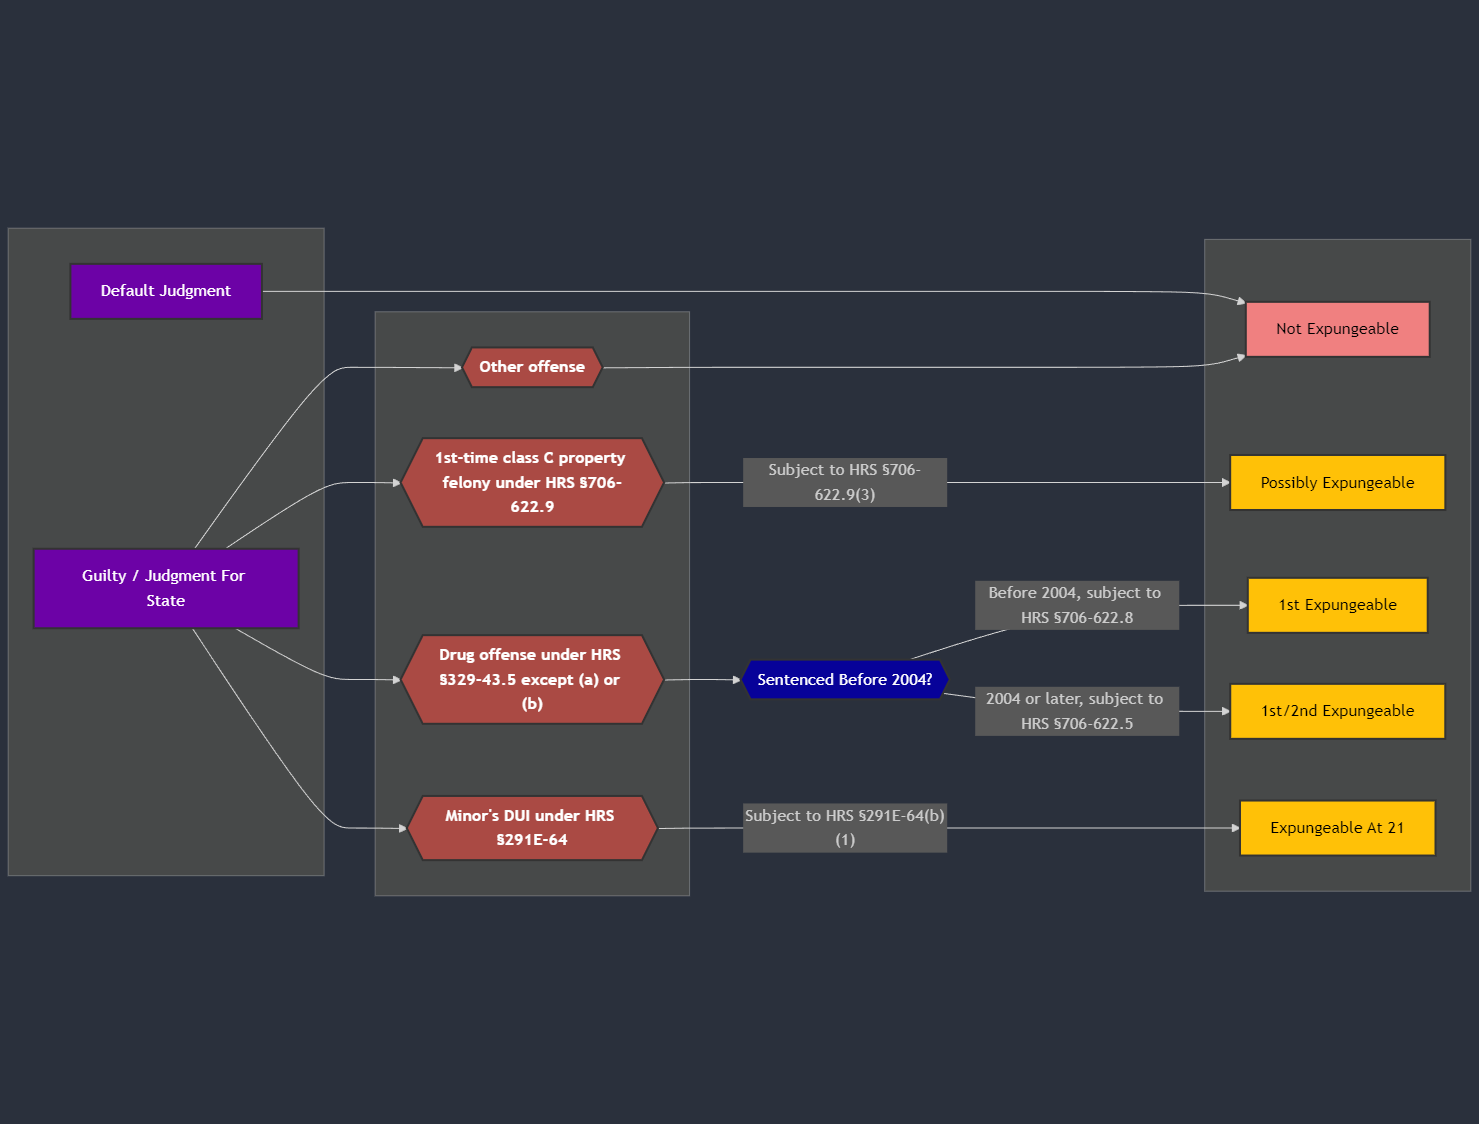 Default Judgment
Not Expungeable
Other offense
1st-time class C property
felony under HRS §706-
622.9
Subject to HRS §706-
622.9(3)
Possibly Expungeable
Guilty / Judgment For
State
Drug offense under HRS
§329-43.5 except (a) or
(b)
Sentenced Before 2004?
Before 2004, subject to
HRS §706-622.8
1st Expungeable
2004 or later, subject to
HRS §706-622.5
1st/2nd Expungeable
Minor's DUI under HRS
§291E-64
Subject to HRS §291E-64(b)
(1)
Expungeable At 21